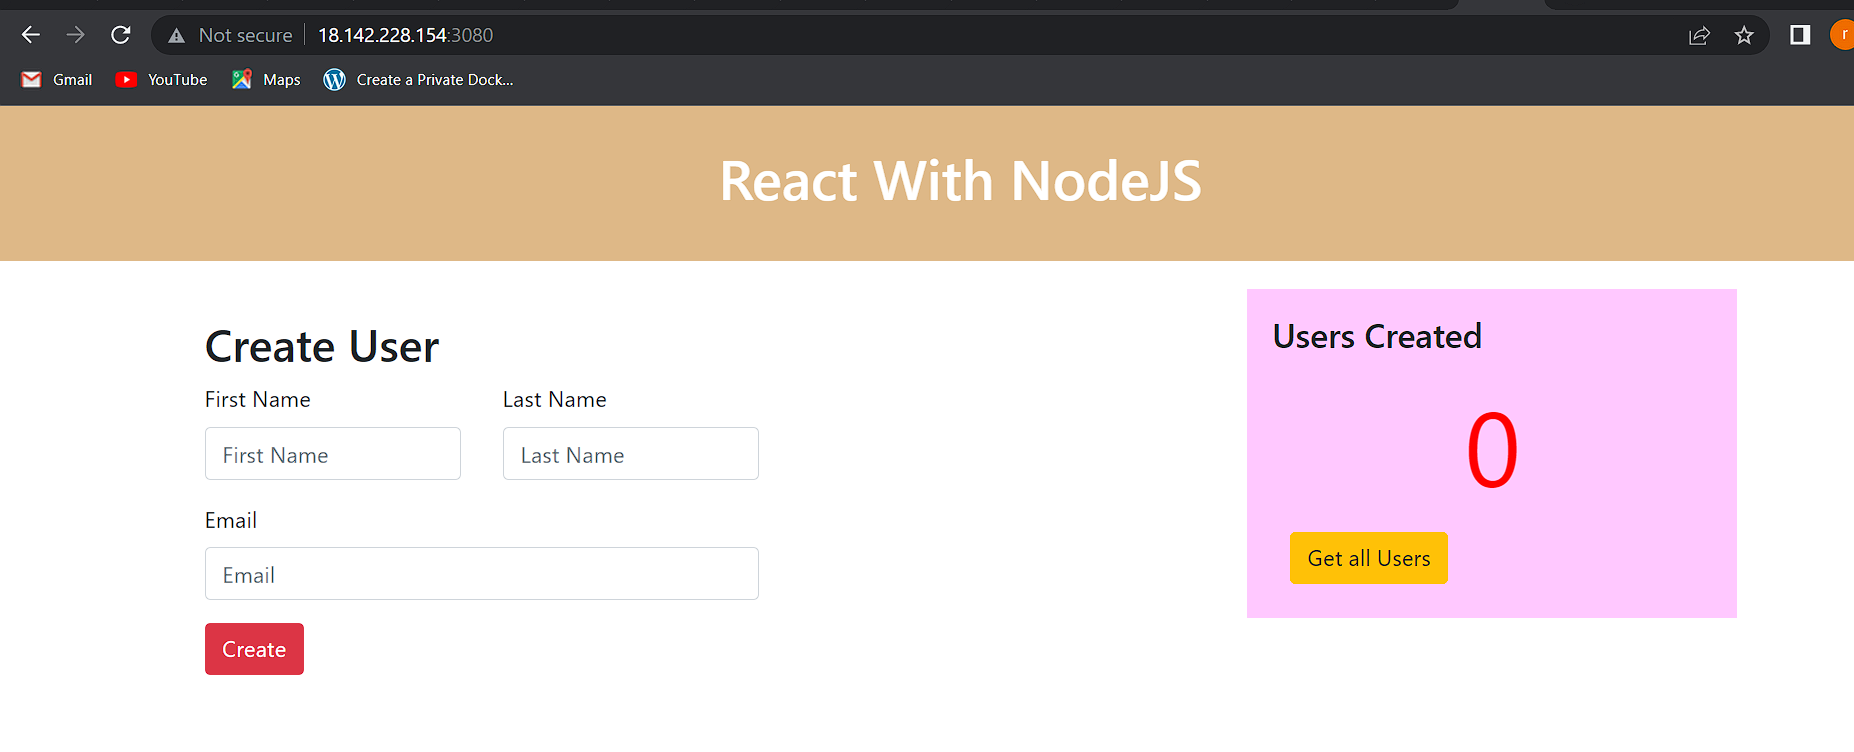 Not secure 18.142.228.154:3080
r
Gmail YouTube Maps Create a Private Dock...
React With NodeJS
Create User
First Name Last Name
First Name Last Name
Email
Email
Create
Users Created
0
Get all Users